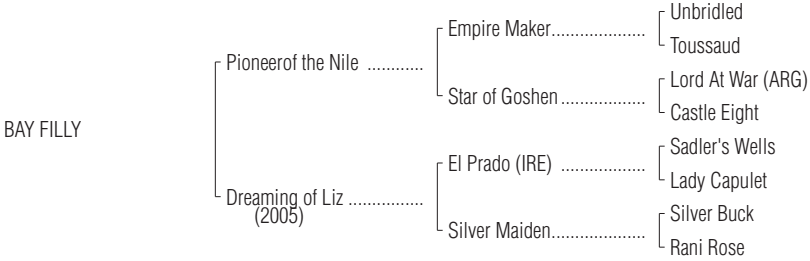 Unbridled
Empire Maker.....................
Toussaud
Pioneerof the Nile ............
Lord At War (ARG)
Star of Goshen...................
Castle Eight
BAY FILLY
Sadler's Wells
El Prado (IRE) ...................
Lady Capulet
Dreaming of Liz ................
(2005)
Silver Buck
Silver Maiden.....................
Rani Rose